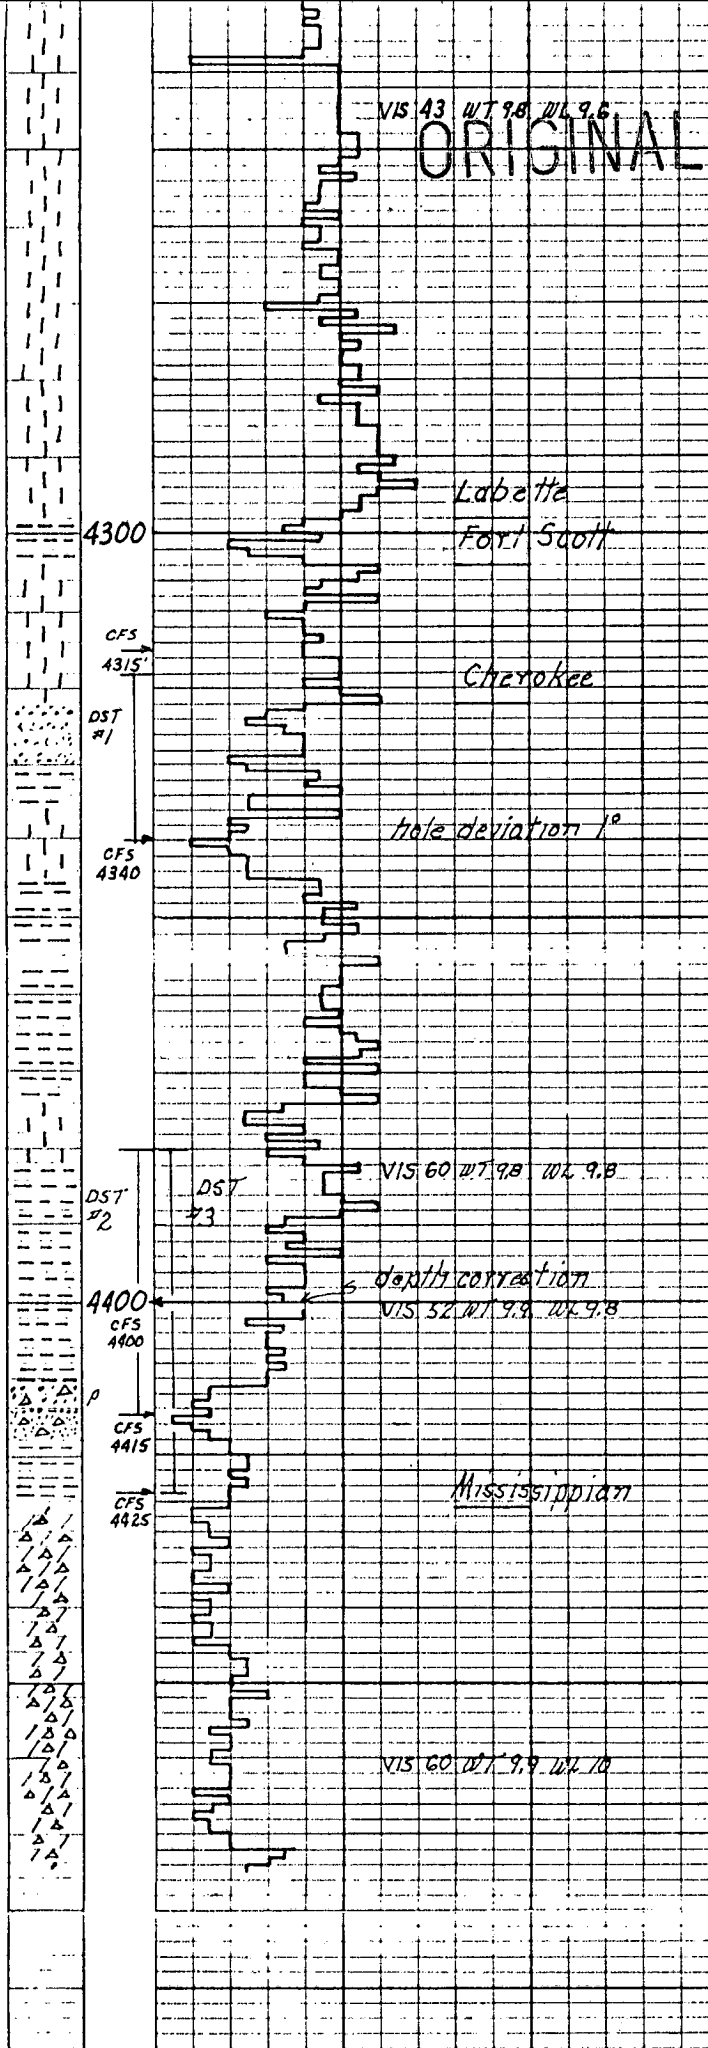 VIS 43 WT 9.8 WL 9.6
ORIGINAL
Labette
4300
Fort Scott
CFS
4315'
Cherokee
DST
#1
hole deviation 1°
CFS
4340
VIS 60 WT 9.8 WL 9.8
DST
#2
DST
#3
depth correction
4400
VIS 52 WT 9.9 WL 9.8
CFS
4400
P
CFS
4415
Mississippian
CFS
4425
VIS 60 WT 9.9 WL 10